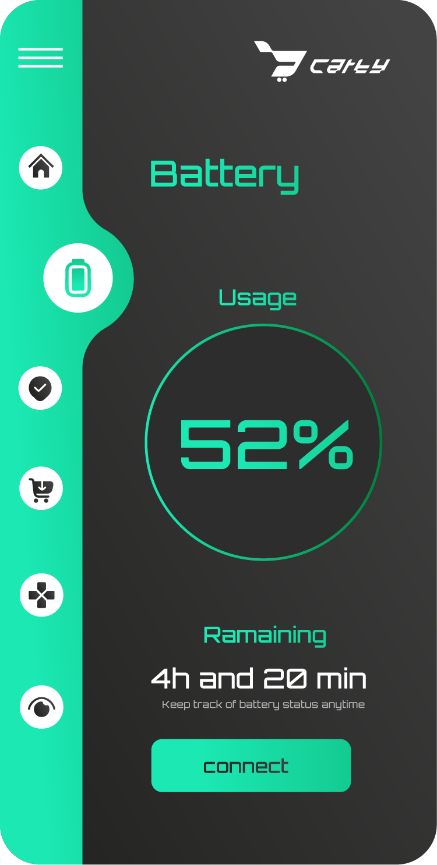 carty
Battery
Usage
52%
Ramaining
4h and 20 min
Keep track of battery status anytime
connect